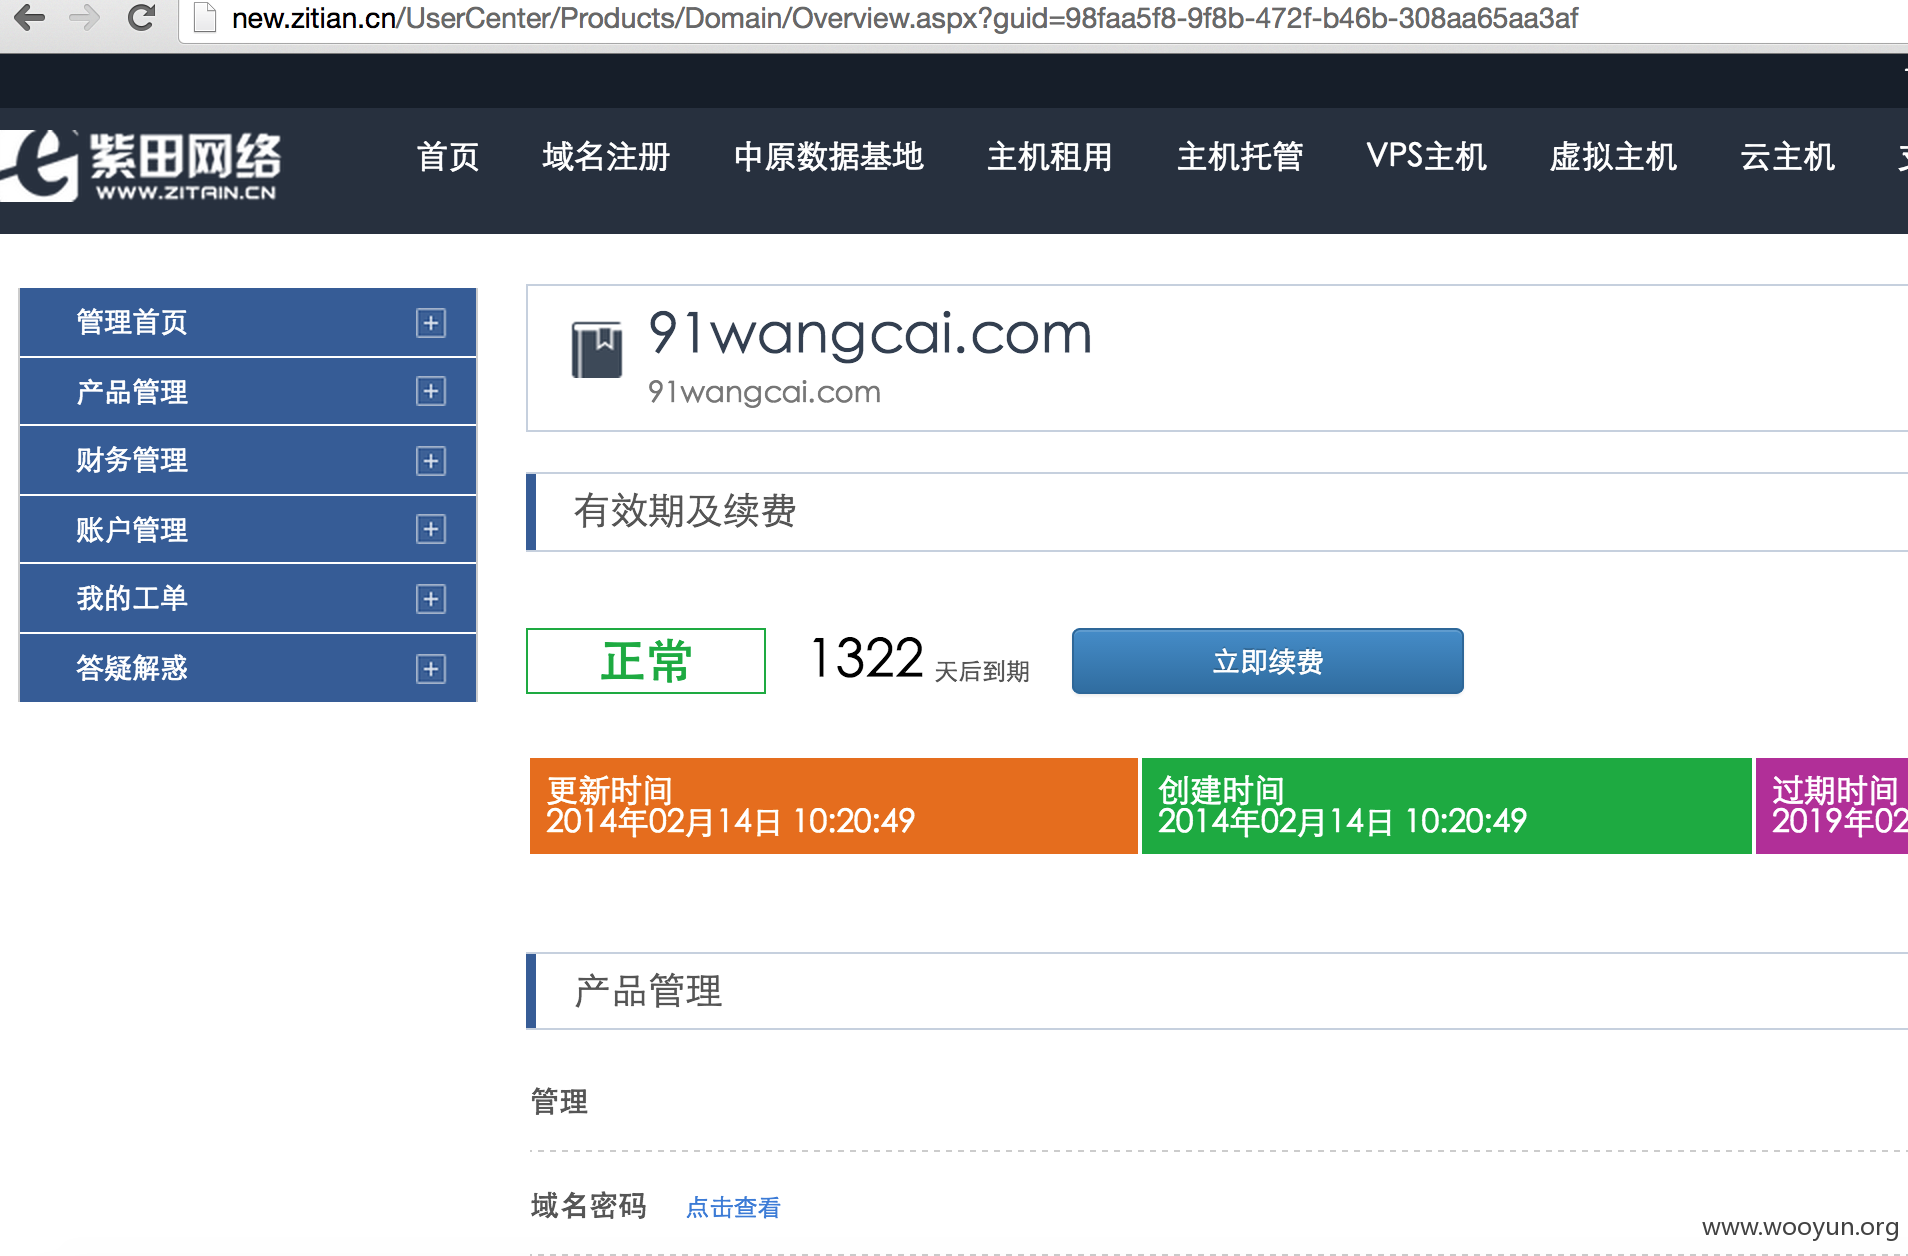 new.zitian.cn/UserCenter/Products/Domain/Overview.aspx?guid=98faa5f8-9f8b-472f-b46b-308aa65aa3af
紫田网络
WWW.ZITAIN.CN
首页 域名注册 中原数据基地 主机租用 主机托管 VPS主机 虚拟主机 云主机
管理首页
产品管理
财务管理
账户管理
我的工单
答疑解惑
91wangcai.com
91wangcai.com
有效期及续费
正常 1322 天后到期 立即续费
更新时间
2014年02月14日 10:20:49
创建时间
2014年02月14日 10:20:49
过期时间
2019年02
产品管理
管理
域名密码 点击查看
www.wooyun.org